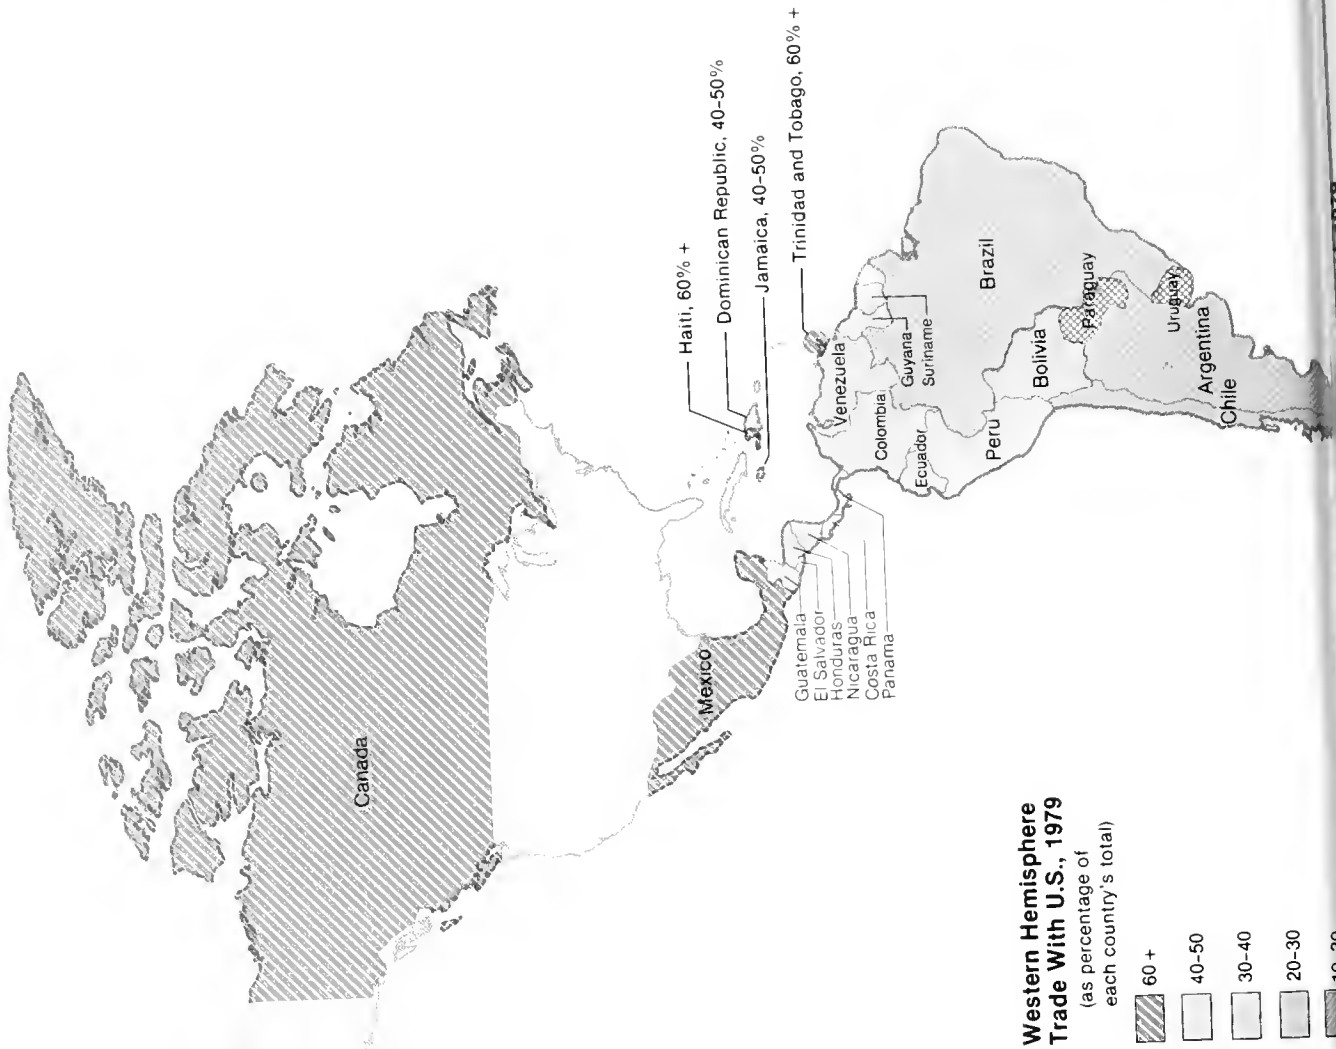 Western Hemisphere
Trade With U.S., 1979
(as percentage of
each country's total)
60 +
40-50
30-40
20-30
Canada
Mexico
Guatemala
El Salvador
Honduras
Nicaragua
Costa Rica
Panama
Haiti, 60% +
Dominican Republic, 40-50%
Jamaica, 40-50%
Trinidad and Tobago, 60% +
Venezuela
Colombia
Ecuador
Guyana
Suriname
Peru
Brazil
Bolivia
Paraguay
Uruguay
Argentina
Chile